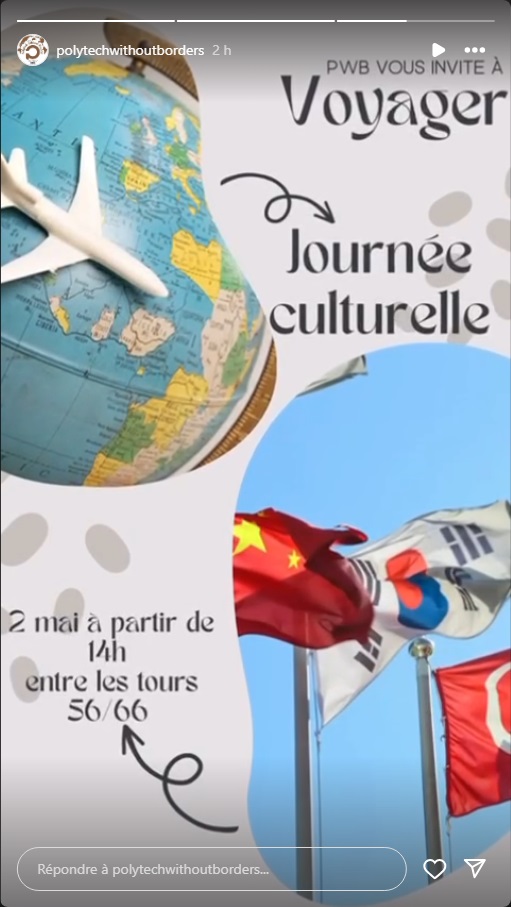 polytechwithoutborders 2 h
PWB VOUS INVITE À
Voyager
Journée
culturelle
2 mai à partir de
14h
entre les tours
56/66
Répondre à polytechwithoutborders...